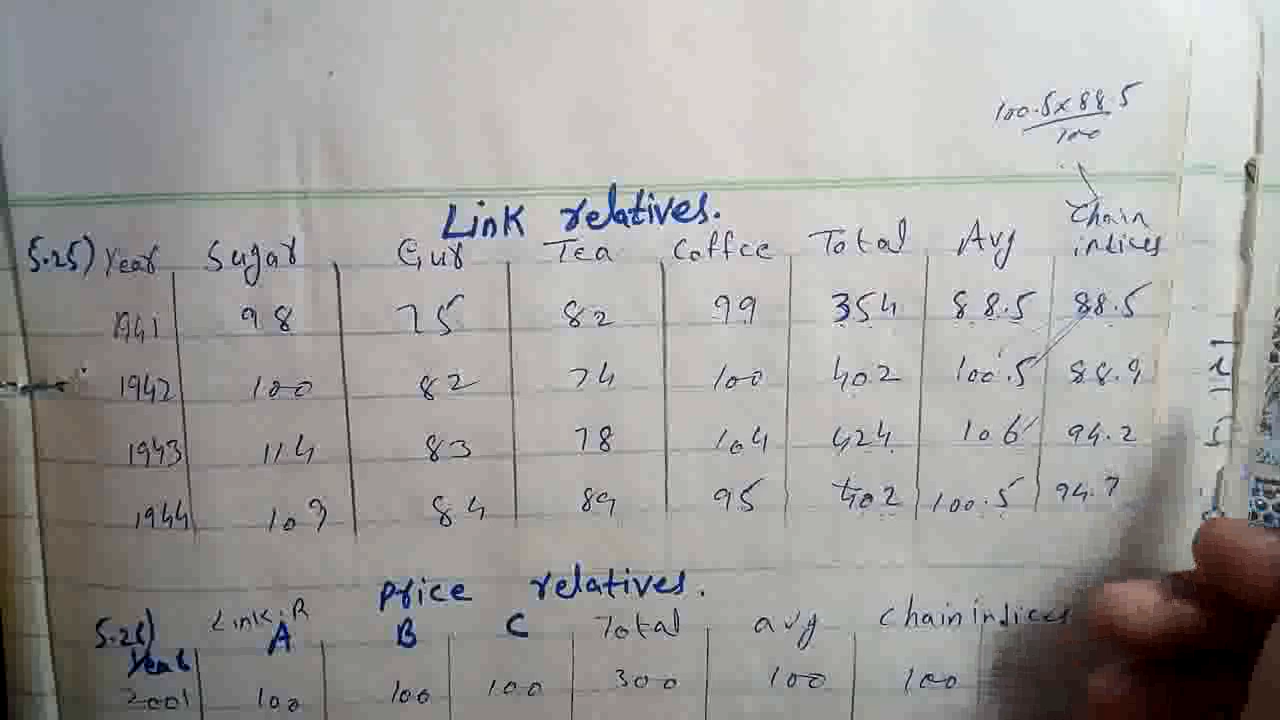 100.5 x 88.5
100
Link relatives.
5.25) Year Sugar Gur Tea Coffee Total Avg Chain indices
1941 98 75 82 99 354 88.5 88.5
1942 100 82 74 100 402 100.5 88.9
1943 114 83 78 104 424 106 94.2
1944 109 84 89 95 402 100.5 94.7
Price relatives.
Link.R
Year A B C Total avg Chain indices
2001 100 100 100 300 100 100